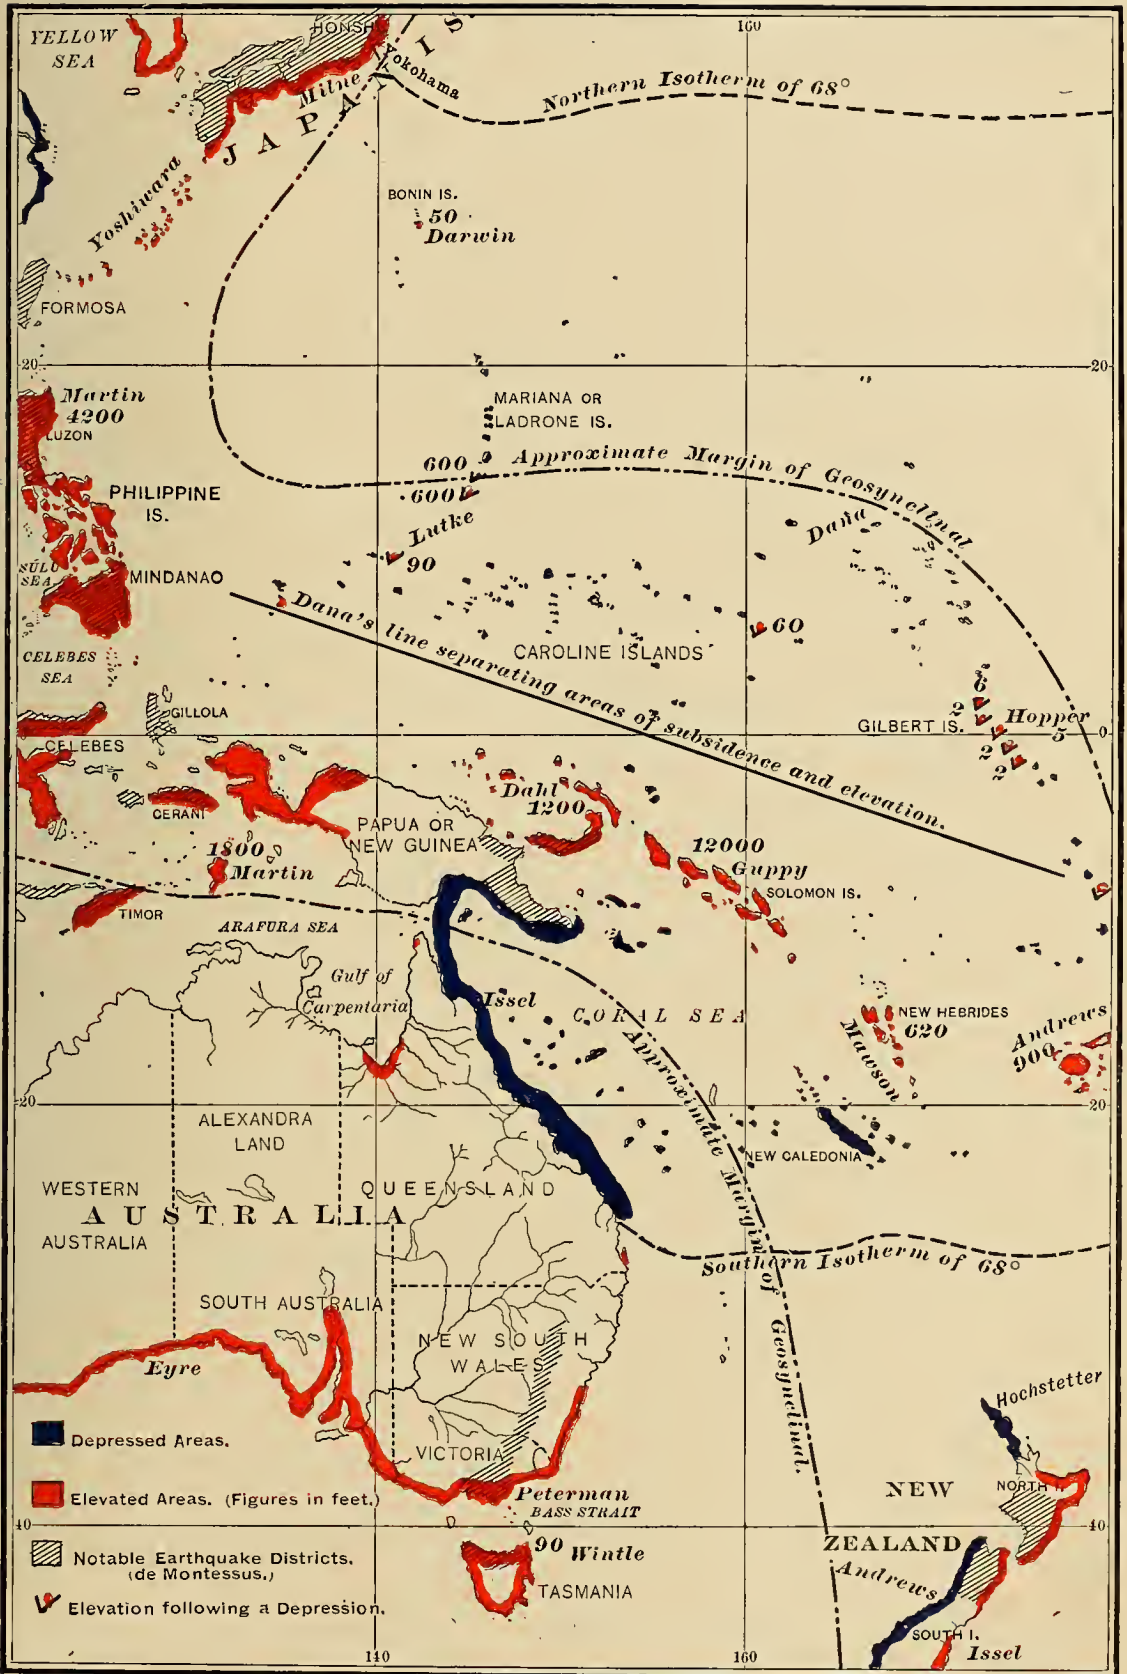 160
YELLOW
SEA
HONSH
Yokohama
Milne
JAPAN IS.
Northern Isotherm of 68°
Yoshiwara
BONIN IS.
50
Darwin
FORMOSA
20
20
Martin
4200
LUZON
MARIANA OR
LADRONE IS.
600
Approximate Margin of Geosynclinal
600
PHILIPPINE
IS.
Lutke
90
Dana
SULU
SEA
MINDANAO
Dana's line separating areas of subsidence and elevation.
60
CAROLINE ISLANDS
CELEBES
SEA
6
2
GILLOLA
GILBERT IS.
Hopper
5
0
2
2
CELEBES
Dahl
1200
CERAM
PAPUA OR
NEW GUINEA
1800
Martin
12000
Guppy
SOLOMON IS.
TIMOR
ARAFURA SEA
Gulf of
Carpentaria
Issel
CORAL SEA
NEW HEBRIDES
620
Mawson
Andrews
900
Approximate Margin of Geosynclinal.
20
20
ALEXANDRA
LAND
NEW CALEDONIA
WESTERN
AUSTRALIA
QUEENSLAND
AUSTRALIA
Southern Isotherm of 68°
SOUTH AUSTRALIA
NEW SOUTH
WALES
Eyre
Hochstetter
Depressed Areas.
VICTORIA
Elevated Areas. (Figures in feet.)
Peterman
BASS STRAIT
NEW
ZEALAND
NORTH I.
40
40
Notable Earthquake Districts.
(de Montessus.)
90 Wintle
TASMANIA
Andrews
Elevation following a Depression.
SOUTH I.
Issel
140
160